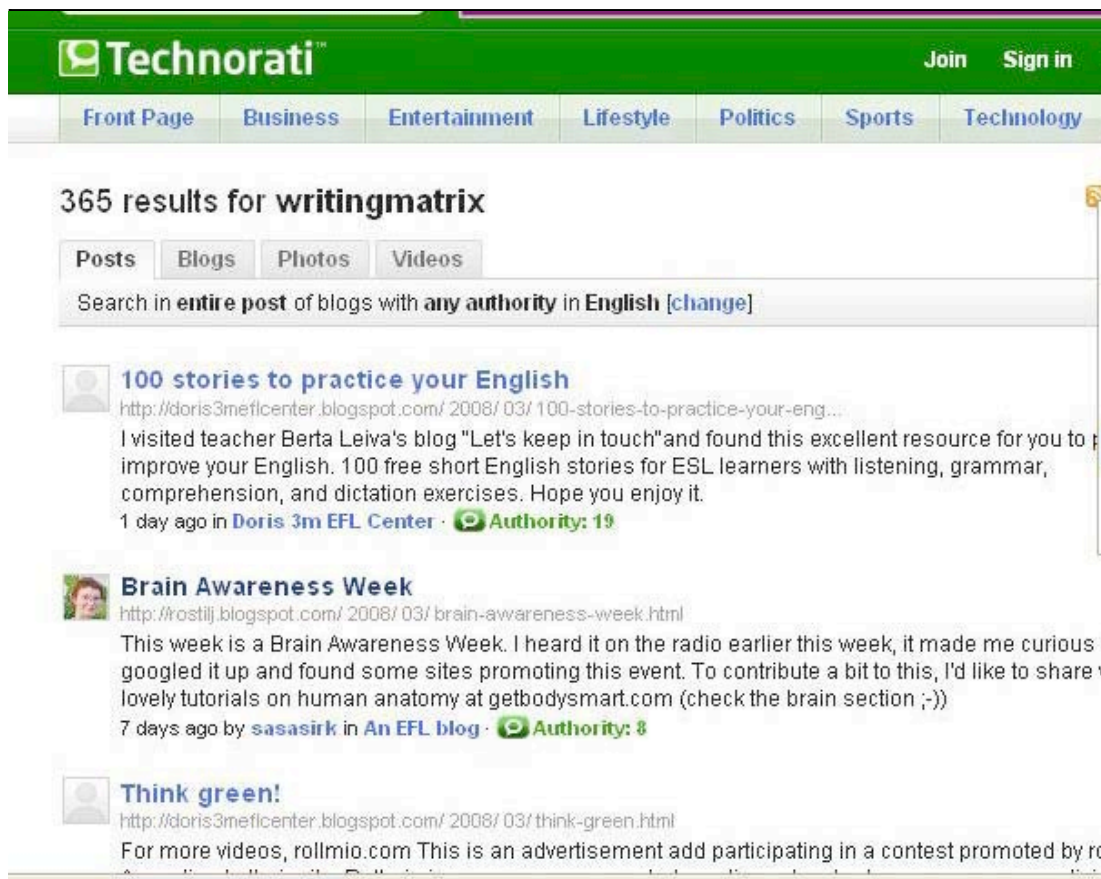 Technorati™
Join Sign in
Front Page Business Entertainment Lifestyle Politics Sports Technology
365 results for writingmatrix
Posts Blogs Photos Videos
Search in entire post of blogs with any authority in English [change]
100 stories to practice your English
http://doris3meflcenter.blogspot.com/ 2008/ 03/ 100-stories-to-practice-your-eng...
I visited teacher Berta Leiva's blog "Let's keep in touch"and found this excellent resource for you to
improve your English. 100 free short English stories for ESL learners with listening, grammar,
comprehension, and dictation exercises. Hope you enjoy it.
1 day ago in Doris 3m EFL Center · Authority: 19
Brain Awareness Week
http://rostilj.blogspot.com/ 2008/ 03/ brain-awareness-week.html
This week is a Brain Awareness Week. I heard it on the radio earlier this week, it made me curious
googled it up and found some sites promoting this event. To contribute a bit to this, I'd like to share
lovely tutorials on human anatomy at getbodysmart.com (check the brain section ;-))
7 days ago by sasasirk in An EFL blog · Authority: 8
Think green!
http://doris3meflcenter.blogspot.com/ 2008/ 03/ think-green.html
For more videos, rollmio.com This is an advertisement add participating in a contest promoted by